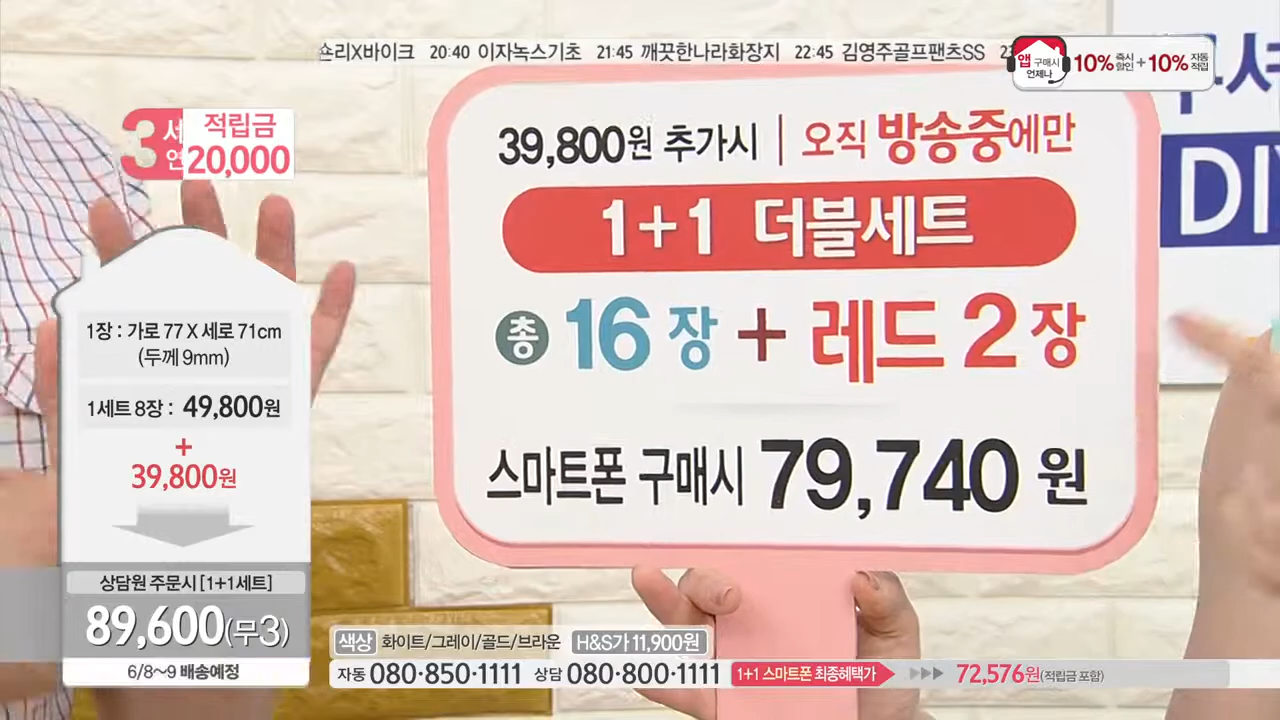 숀리X바이크 20:40 이자녹스기초 21:45 깨끗한나라화장지 22:45 김영주골프팬츠SS
앱 구매시 언제나 10% 즉시할인 + 10% 자동적립
3세
연
적립금
20,000
39,800원 추가시 | 오직 방송중에만
1+1 더블세트
총 16장 + 레드 2장
스마트폰 구매시 79,740 원
DI
1장 : 가로 77 X 세로 71cm
(두께 9mm)
1세트 8장 : 49,800원
+
39,800원
상담원 주문시 [1+1세트]
89,600(무3)
6/8~9 배송예정
색상 화이트/그레이/골드/브라운 H&S가 11,900원
자동 080·850·1111 상담 080·800·1111 1+1 스마트폰 최종혜택가 72,576원(적립금 포함)